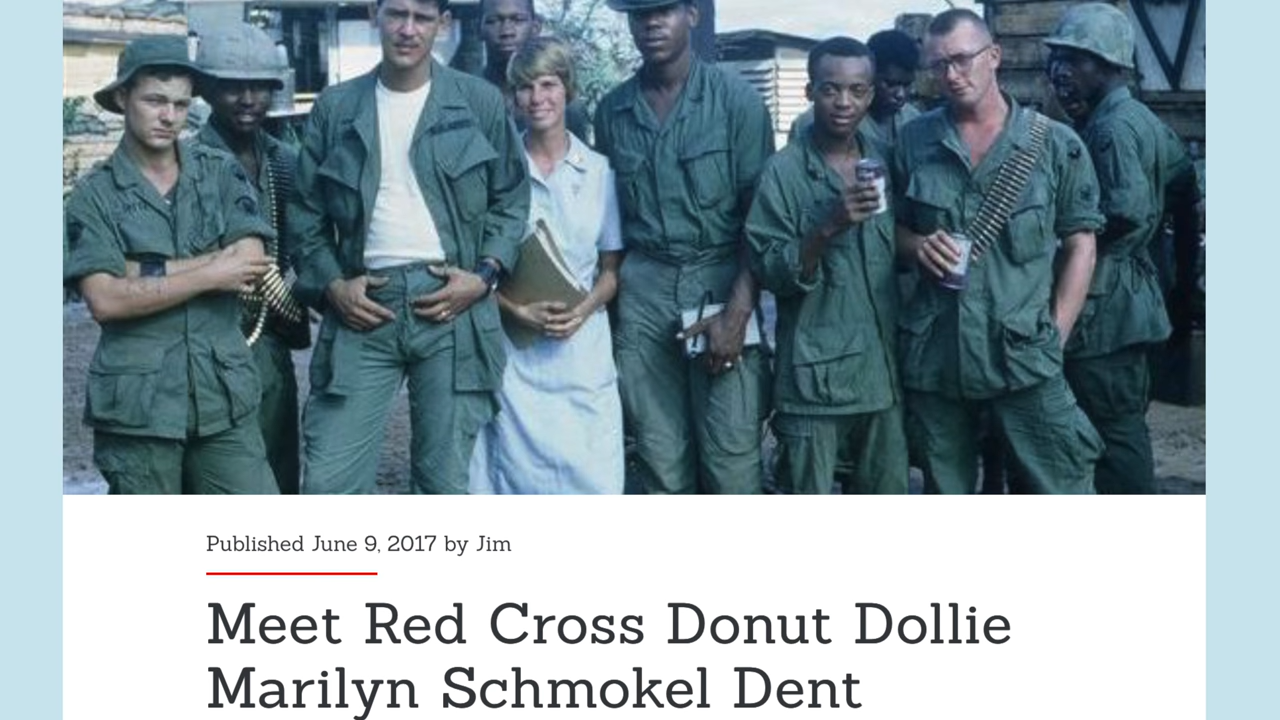 Published June 9, 2017 by Jim
Meet Red Cross Donut Dollie
Marilyn Schmokel Dent